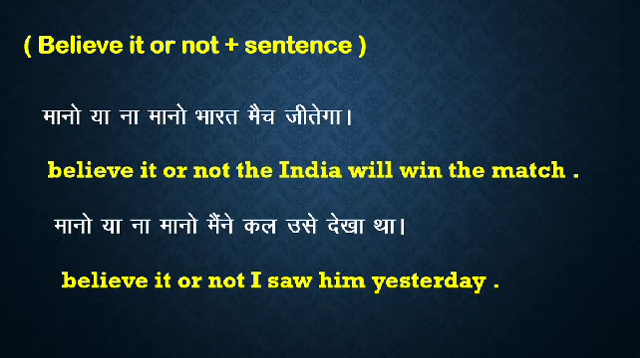 ( Believe it or not + sentence )
मानो या ना मानो भारत मैच जीतेगा।
believe it or not the India will win the match .
मानो या ना मानो मैंने कल उसे देखा था।
believe it or not I saw him yesterday .